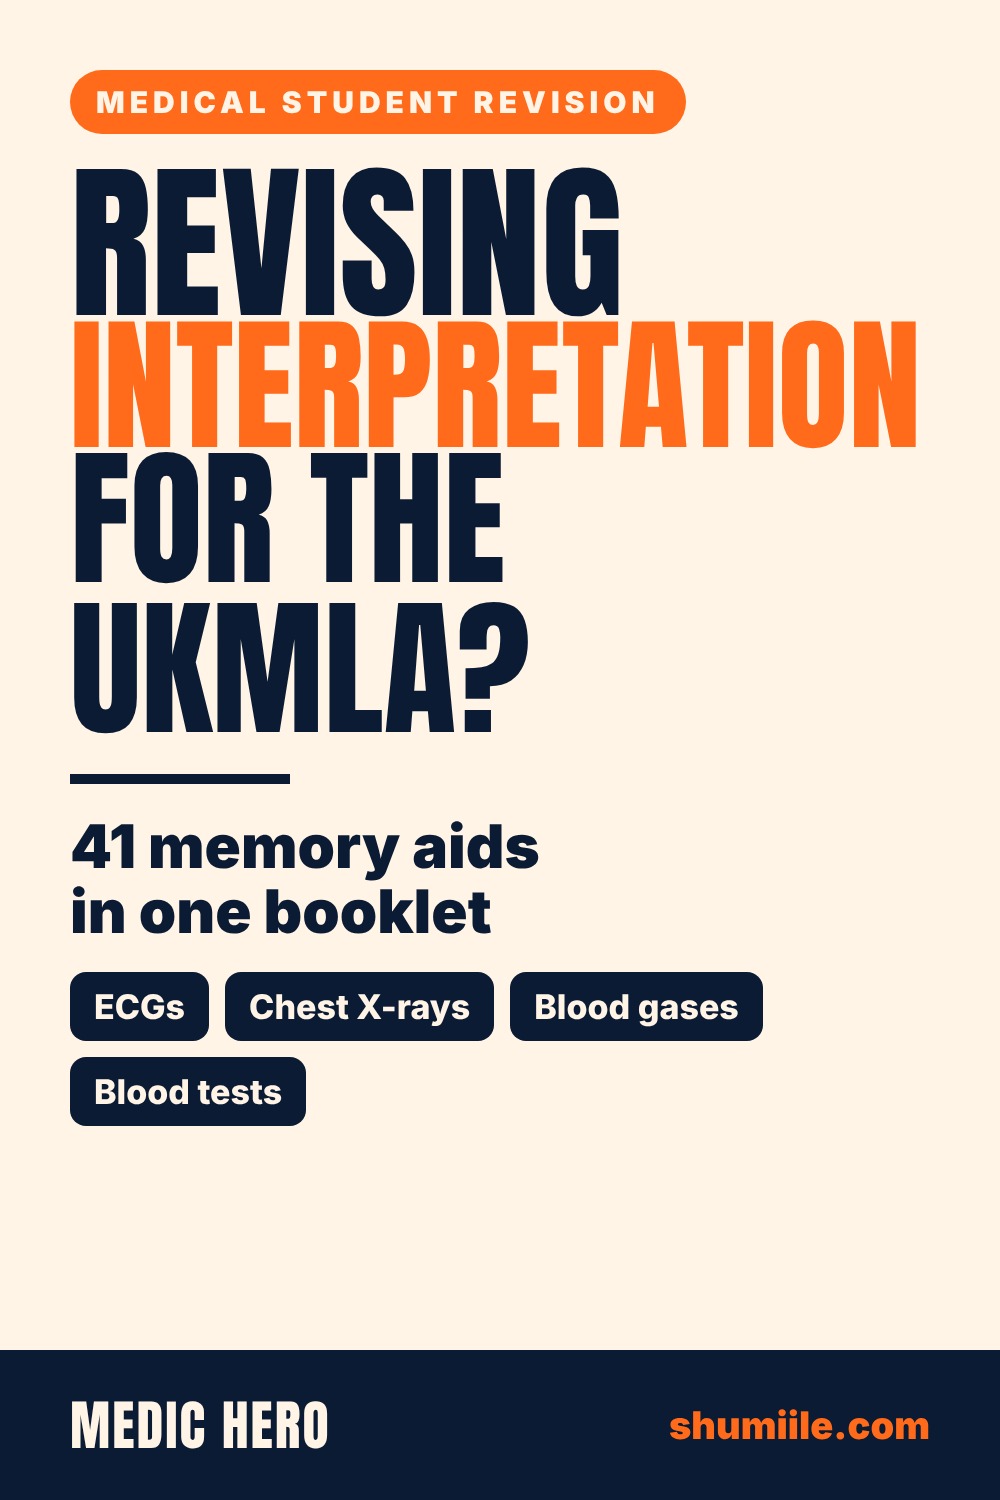 MEDICAL STUDENT REVISION
REVISING
INTERPRETATION
FOR THE
UKMLA?
41 memory aids
in one booklet
ECGs Chest X-rays Blood gases
Blood tests
MEDIC HERO shumiile.com